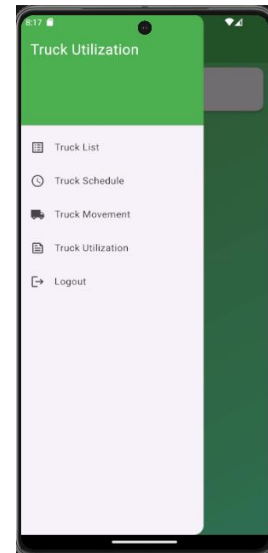 8:17
Truck Utilization
Truck List
Truck Schedule
Truck Movement
Truck Utilization
Logout